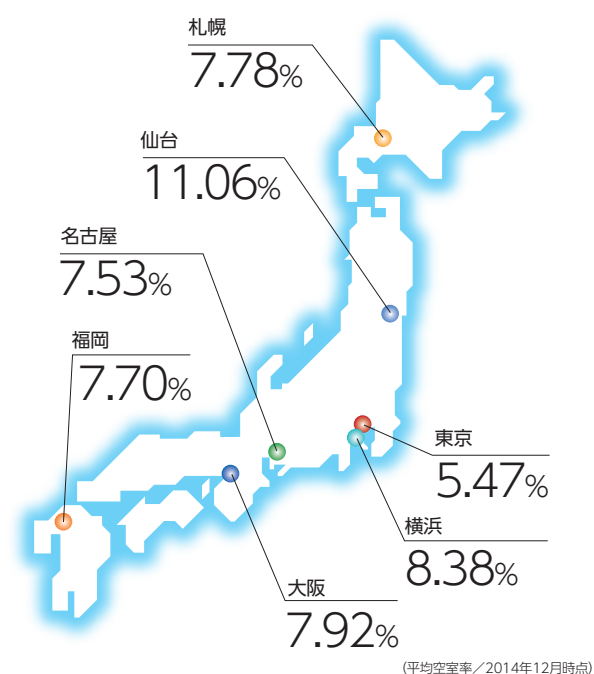 札幌
7.78%
仙台
11.06%
名古屋
7.53%
福岡
7.70%
東京
5.47%
横浜
8.38%
大阪
7.92%
(平均空室率／2014年12月時点)